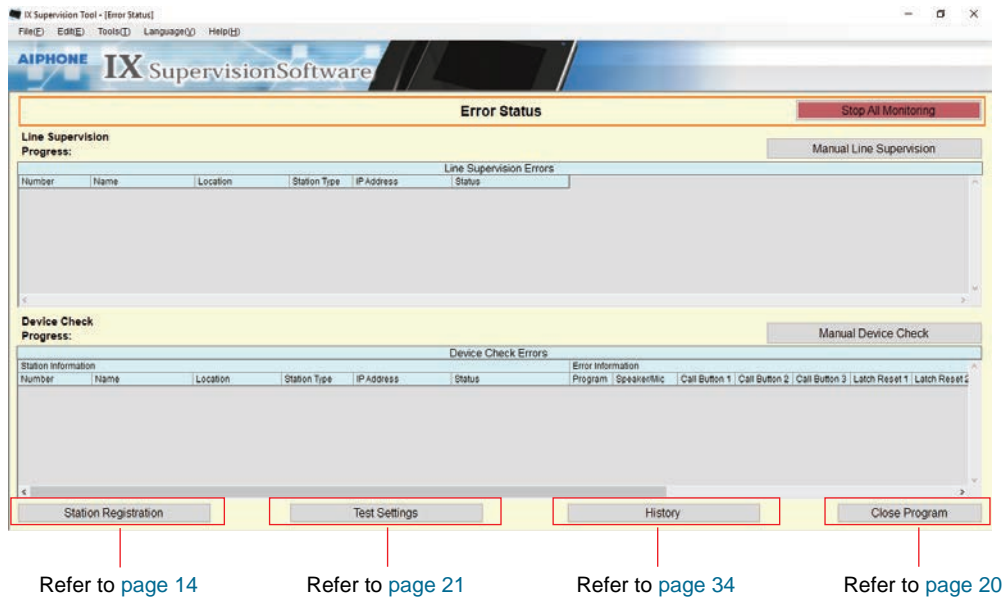 IX Supervision Tool - [Error Status]
File(F) Edit(E) Tools(T) Language(V) Help(H)
AIPHONE IX SupervisionSoftware
Error Status
Stop All Monitoring
Line Supervision
Progress:
Manual Line Supervision
Line Supervision Errors
Number Name Location Station Type IP Address Status
Device Check
Progress:
Manual Device Check
Device Check Errors
Station Information Error Information
Number Name Location Station Type IP Address Status Program Speaker/Mic Call Button 1 Call Button 2 Call Button 3 Latch Reset 1 Latch Reset 2
Station Registration Test Settings History Close Program
Refer to page 14 Refer to page 21 Refer to page 34 Refer to page 20